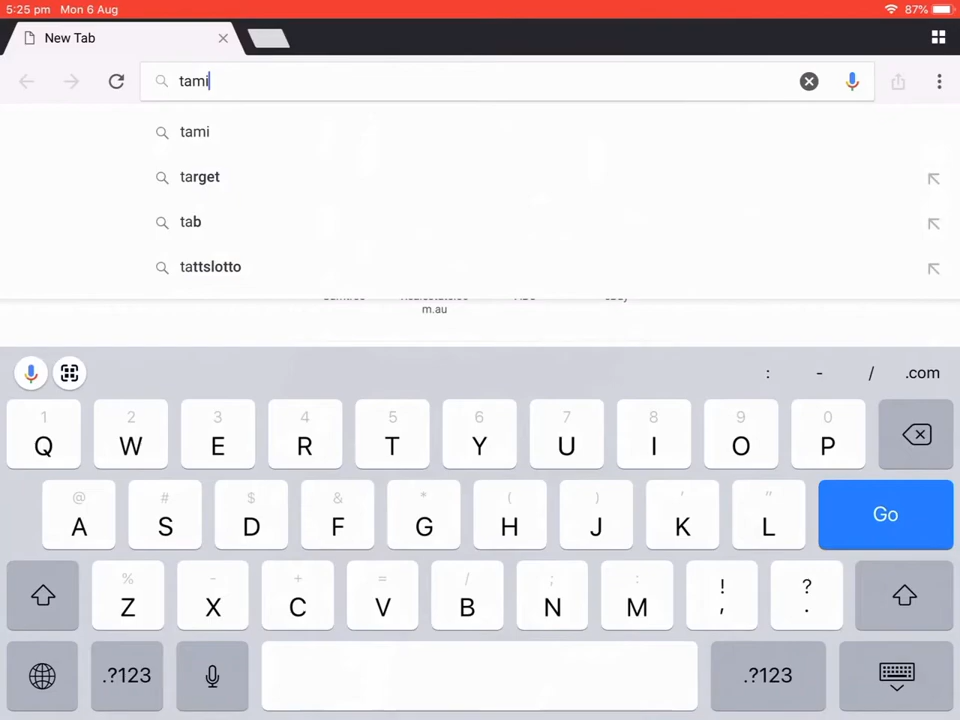 5:25 pm Mon 6 Aug 87%
New Tab
tami
tami
target
tab
tattslotto
m.au
: - / .com
1 2 3 4 5 6 7 8 9 0
Q W E R T Y U I O P
@ # $ & * ( ) ' "
A S D F G H J K L Go
% - + = / ; : ! ?
Z X C V B N M , .
.?123 .?123